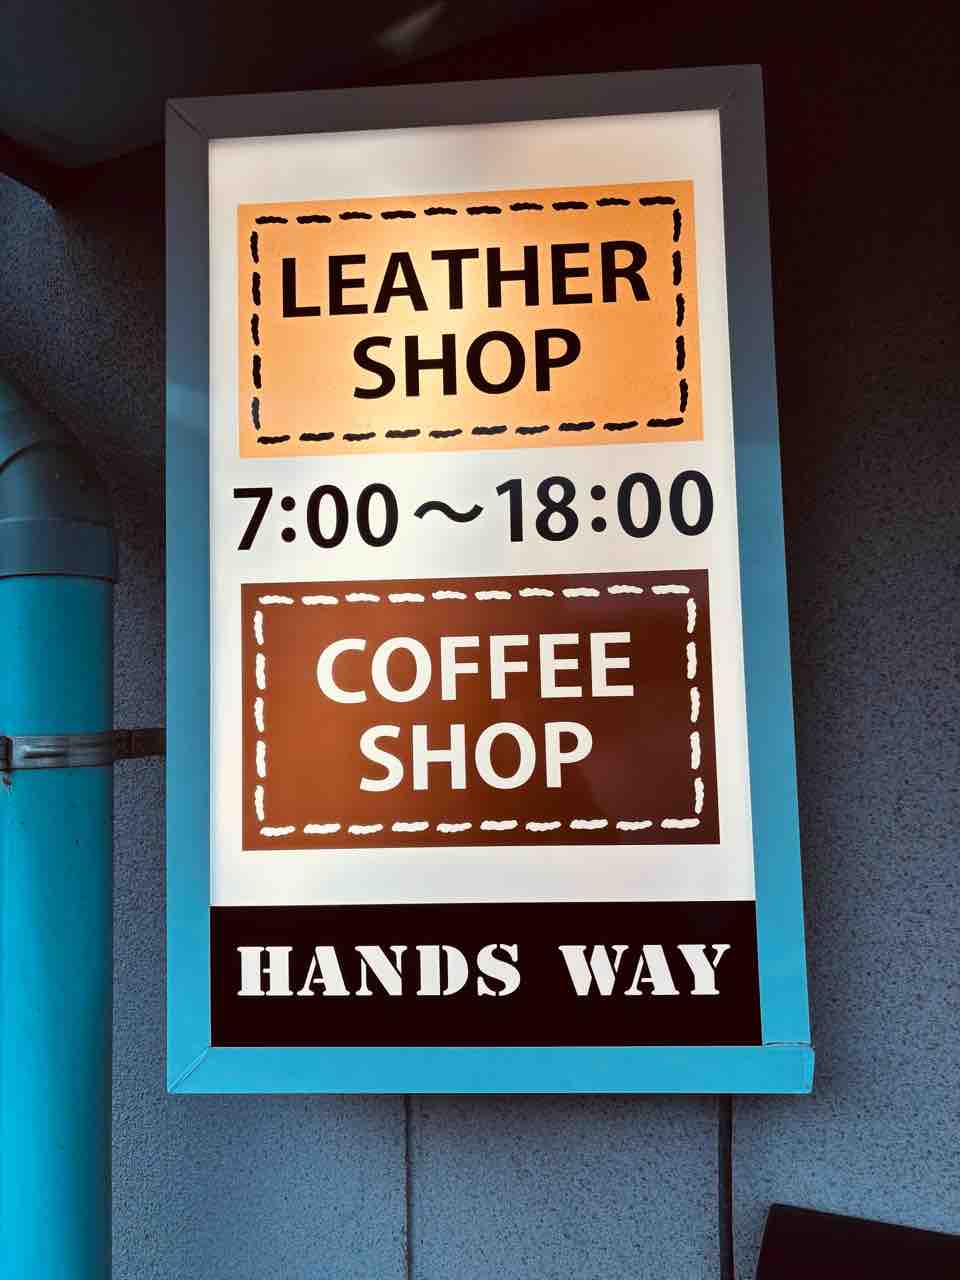 LEATHER
SHOP
7:00～18:00
COFFEE
SHOP
HANDS WAY